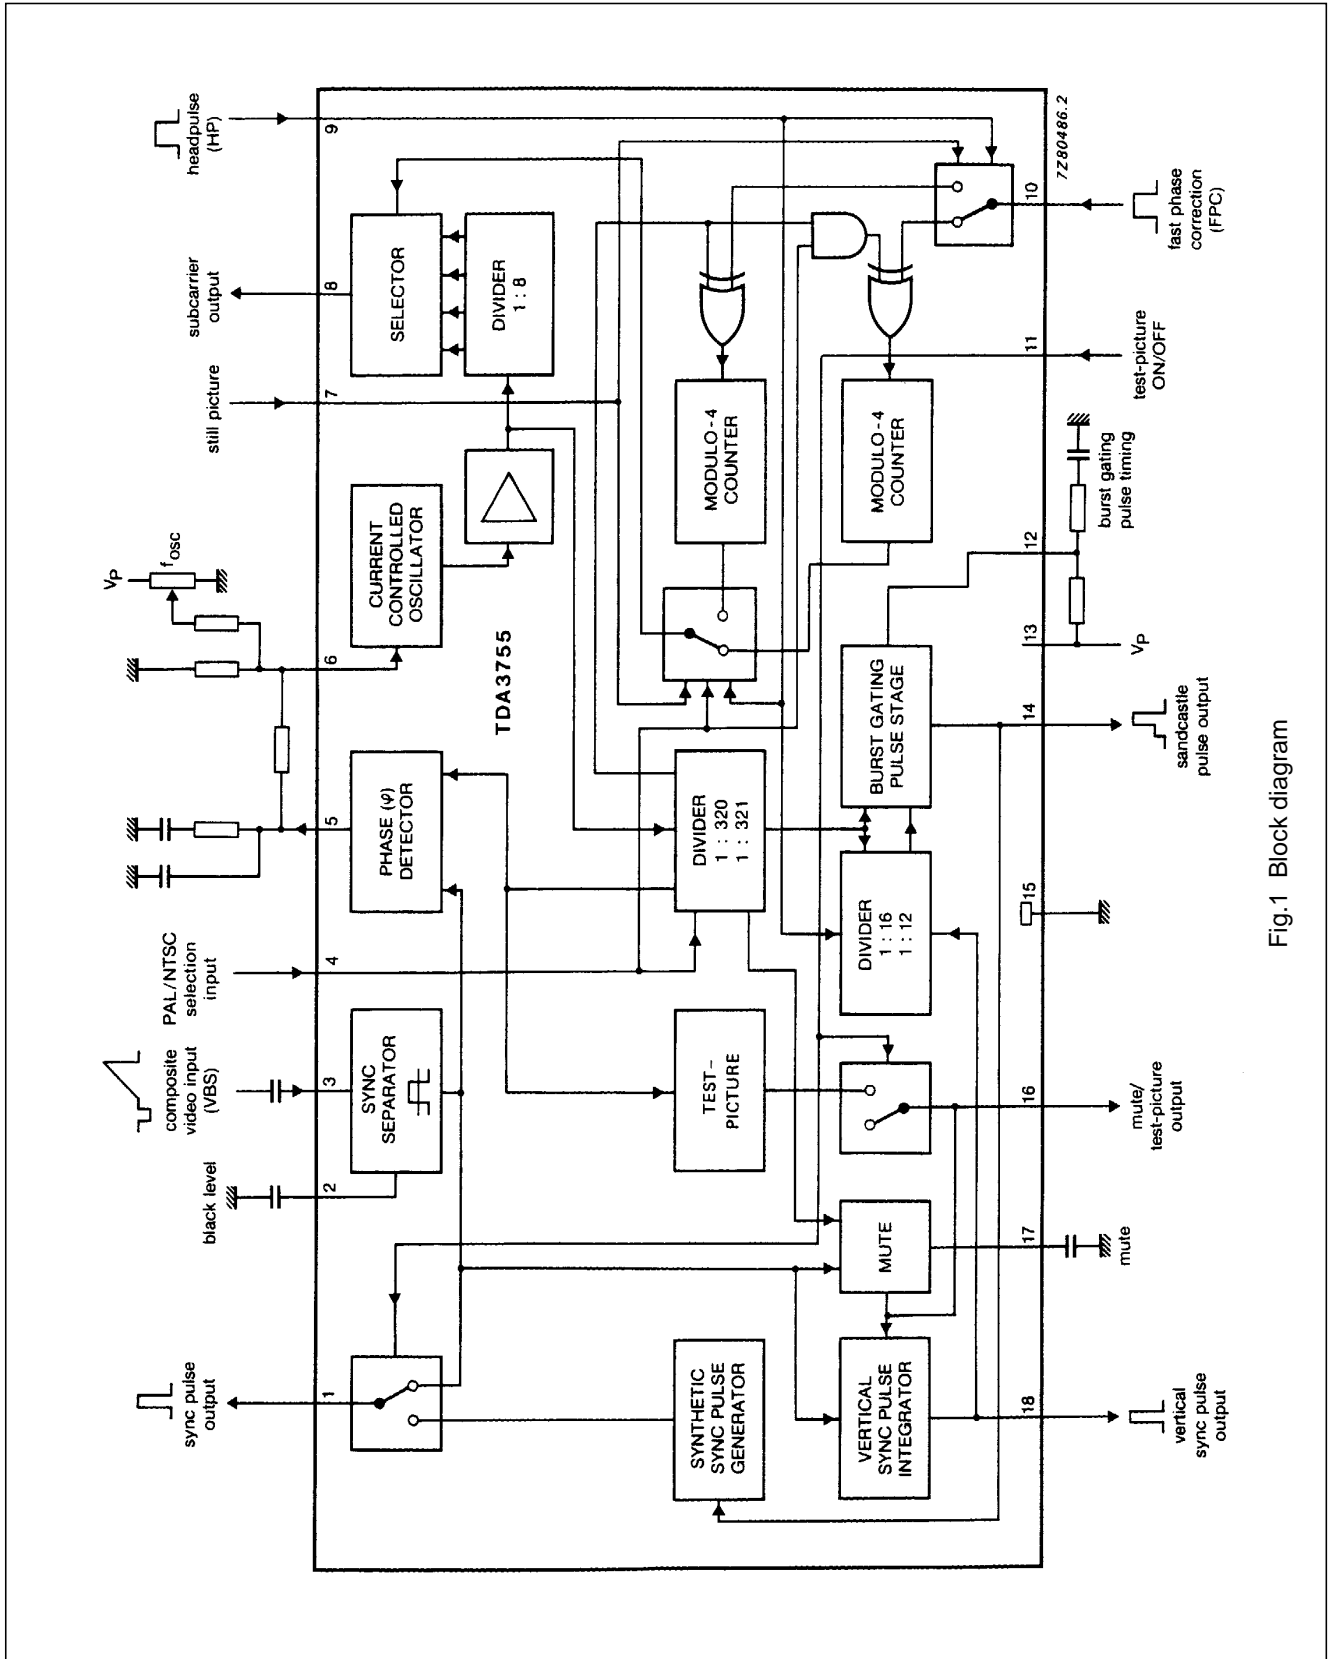 sync pulse
output
black level
composite
video input
(VBS)
PAL/NTSC
selection
input
VP
fOSC
still picture
subcarrier
output
headpulse
(HP)
1
2
3
4
5
6
7
8
9
SYNC
SEPARATOR
PHASE (φ)
DETECTOR
CURRENT
CONTROLLED
OSCILLATOR
SELECTOR
DIVIDER
1 : 8
TDA3755
SYNTHETIC
SYNC PULSE
GENERATOR
TEST-
PICTURE
DIVIDER
1 : 320
1 : 321
MODULO-4
COUNTER
VERTICAL
SYNC PULSE
INTEGRATOR
MUTE
DIVIDER
1 : 16
1 : 12
BURST GATING
PULSE STAGE
MODULO-4
COUNTER
18
17
16
15
14
13
12
11
10
7Z80486.2
vertical
sync pulse
output
mute
mute/
test-picture
output
sandcastle
pulse output
VP
burst gating
pulse timing
test-picture
ON/OFF
fast phase
correction
(FPC)
Fig.1 Block diagram